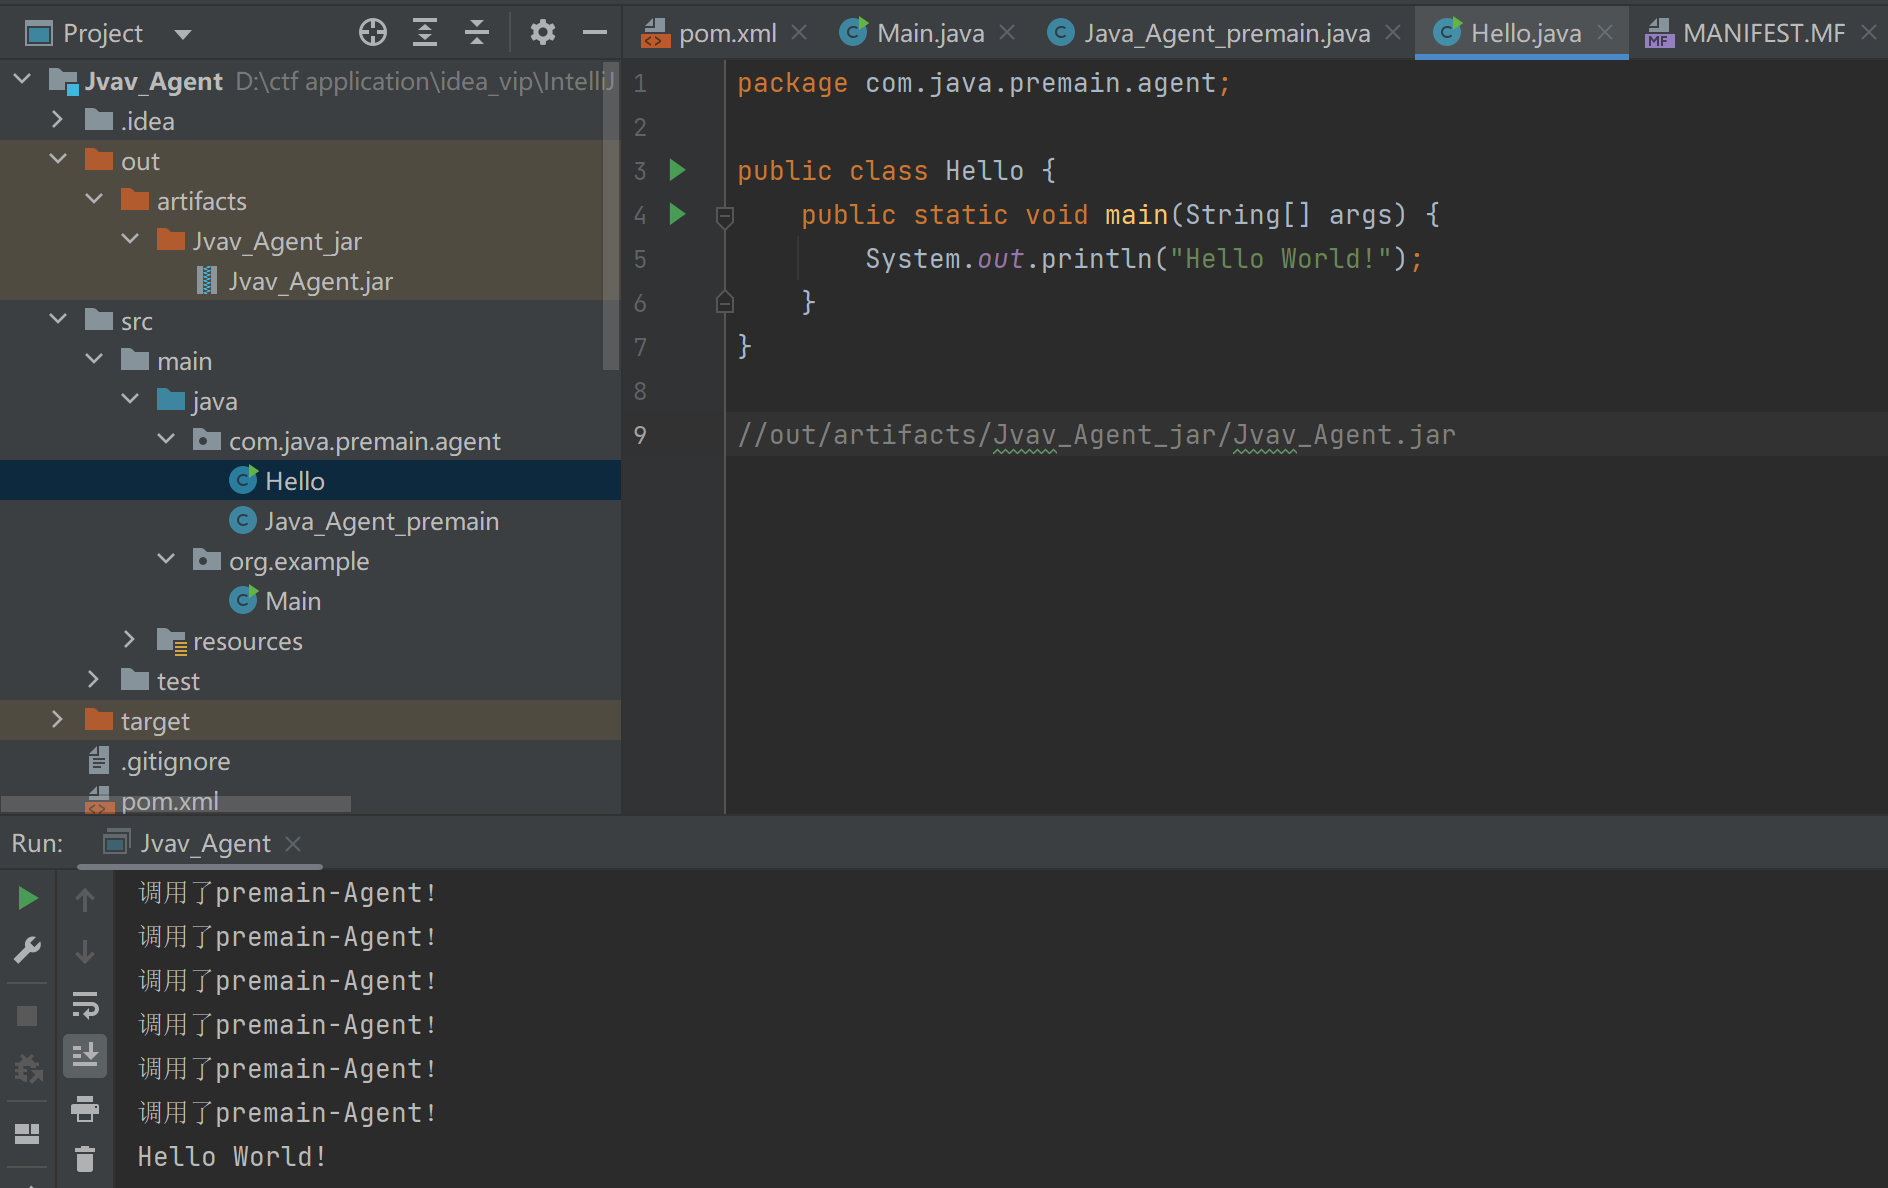 Project
pom.xml
Main.java
Java_Agent_premain.java
Hello.java
MANIFEST.MF
Jvav_Agent D:\ctf application\idea_vip\IntelliJ
.idea
out
artifacts
Jvav_Agent_jar
Jvav_Agent.jar
src
main
java
com.java.premain.agent
Hello
Java_Agent_premain
org.example
Main
resources
test
target
.gitignore
pom.xml
1 package com.java.premain.agent;
2
3 public class Hello {
4 public static void main(String[] args) {
5 System.out.println("Hello World!");
6 }
7 }
8
9 //out/artifacts/Jvav_Agent_jar/Jvav_Agent.jar
Run: Jvav_Agent
调用了premain-Agent!
调用了premain-Agent!
调用了premain-Agent!
调用了premain-Agent!
调用了premain-Agent!
调用了premain-Agent!
Hello World!